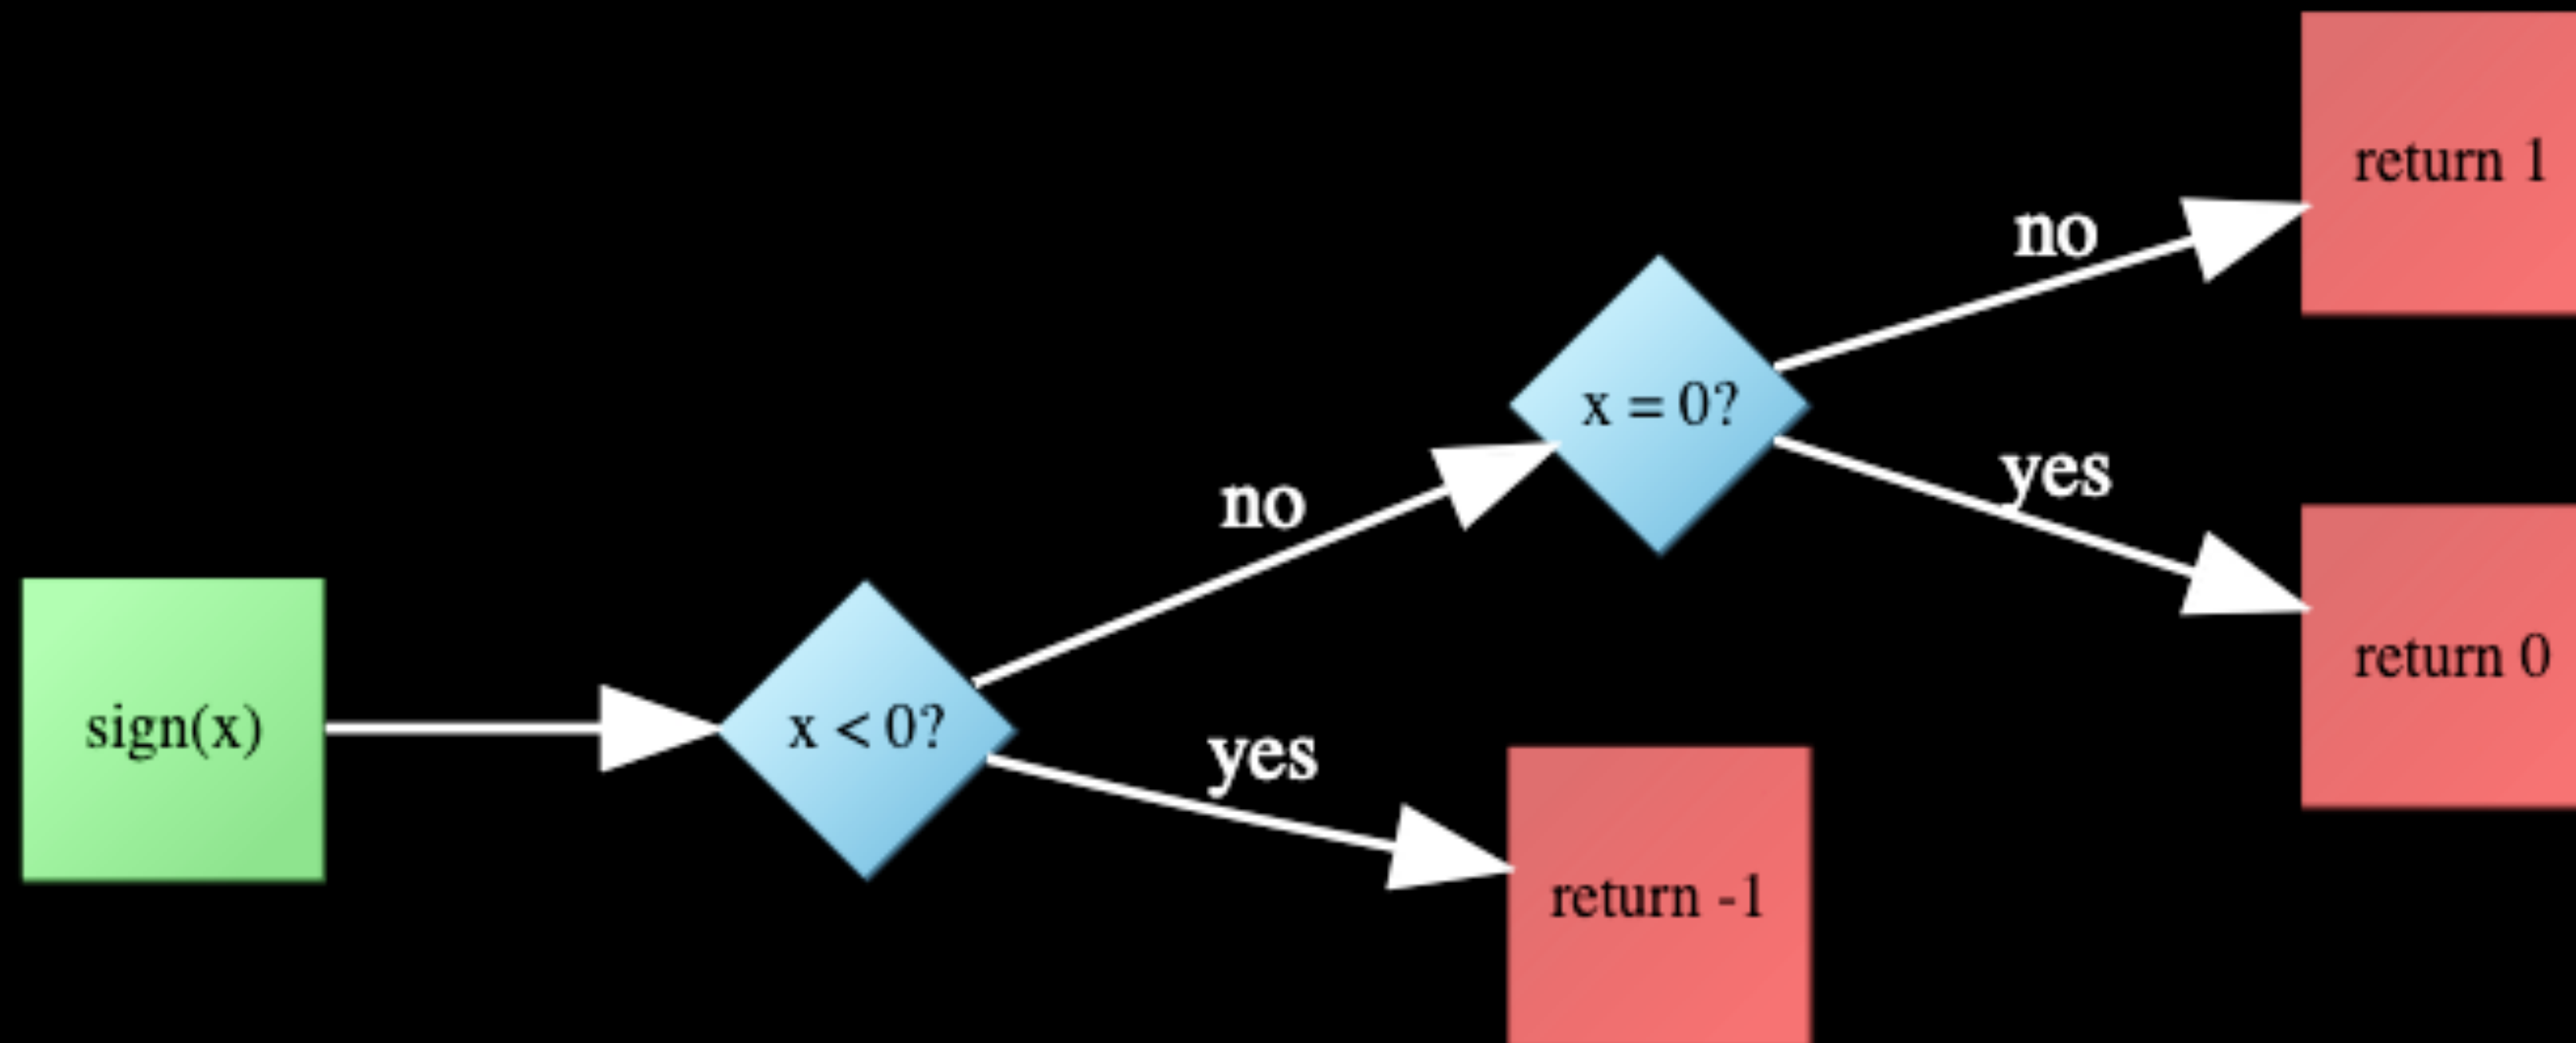 sign(x)
x < 0?
no
yes
x = 0?
return -1
no
yes
return 1
return 0